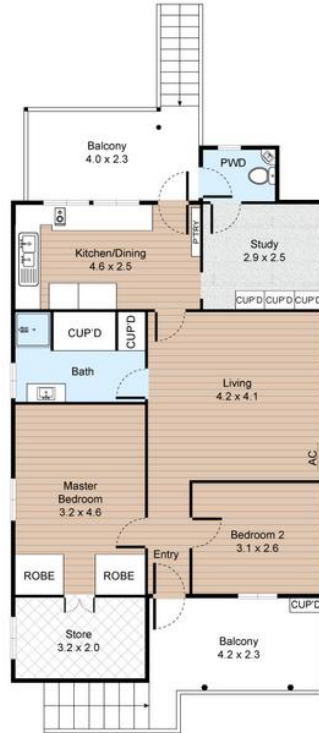 Balcony
4.0 x 2.3
PWD
Kitchen/Dining
4.6 x 2.5
PTRY
Study
2.9 x 2.5
CUP'D
CUP'D
CUP'D
CUP'D
CUP'D
Bath
Living
4.2 x 4.1
AC
Master
Bedroom
3.2 x 4.6
Bedroom 2
3.1 x 2.6
ROBE
ROBE
Entry
CUP'D
Store
3.2 x 2.0
Balcony
4.2 x 2.3